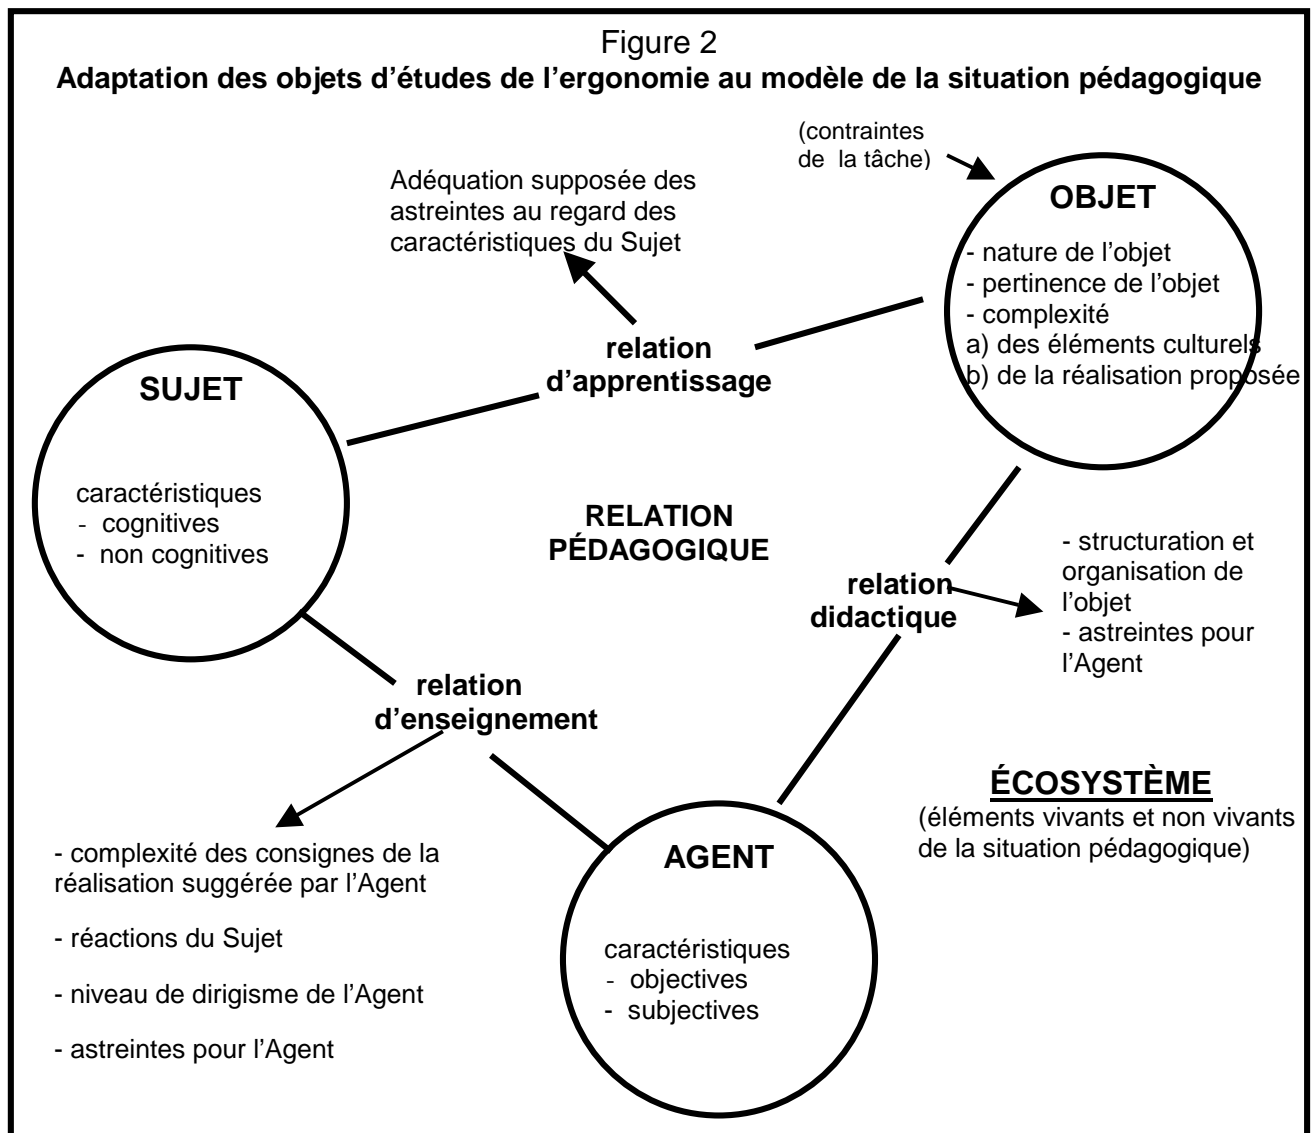 Figure 2
Adaptation des objets d’études de l’ergonomie au modèle de la situation pédagogique
(contraintes
de la tâche)
Adéquation supposée des
astreintes au regard des
caractéristiques du Sujet
OBJET
- nature de l’objet
- pertinence de l’objet
- complexité
a) des éléments culturels
b) de la réalisation proposée
relation
d’apprentissage
SUJET
caractéristiques
- cognitives
- non cognitives
RELATION
PÉDAGOGIQUE
- structuration et
organisation de
l’objet
- astreintes pour
l’Agent
relation
didactique
relation
d’enseignement
ÉCOSYSTÈME
(éléments vivants et non vivants
de la situation pédagogique)
- complexité des consignes de la
réalisation suggérée par l’Agent
- réactions du Sujet
- niveau de dirigisme de l’Agent
- astreintes pour l’Agent
AGENT
caractéristiques
- objectives
- subjectives